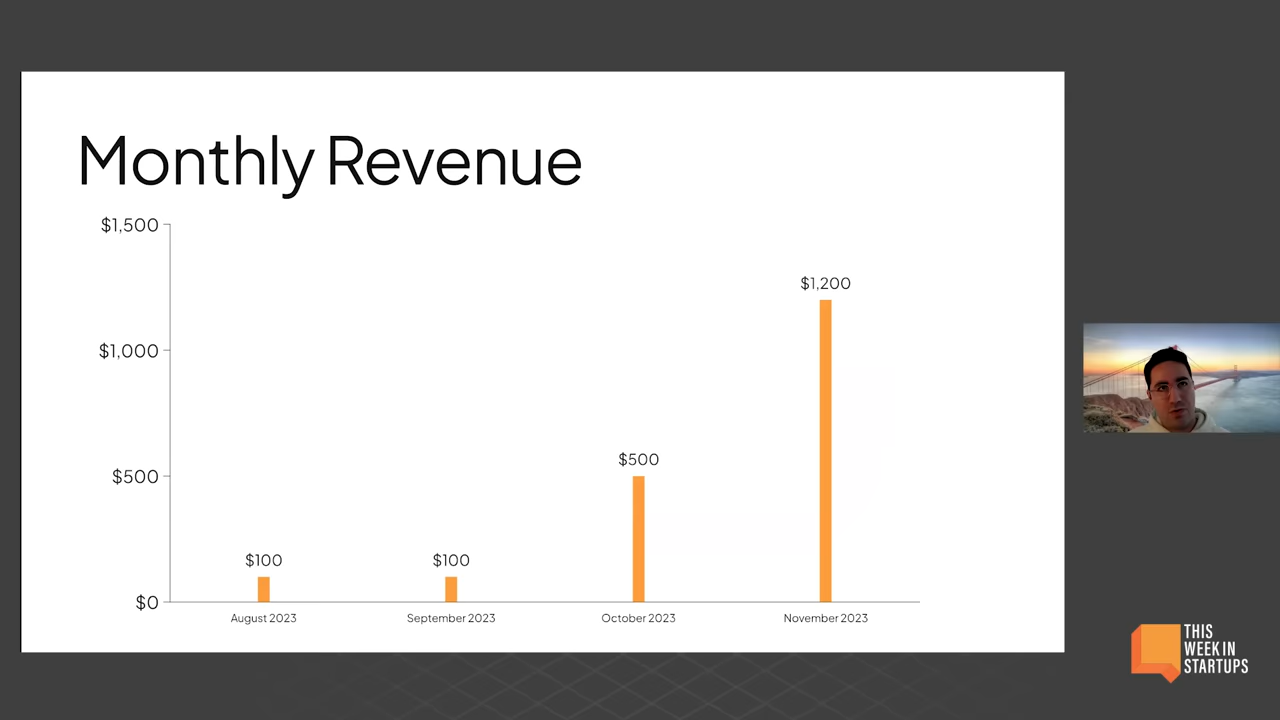 Monthly Revenue
$1,500
$1,000
$500
$0
$100
$100
$500
$1,200
August 2023
September 2023
October 2023
November 2023
THIS
WEEK IN
STARTUPS